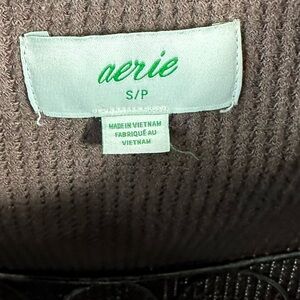 aerie
S/P
MADE IN VIETNAM
FABRIQUÉ AU
VIETNAM